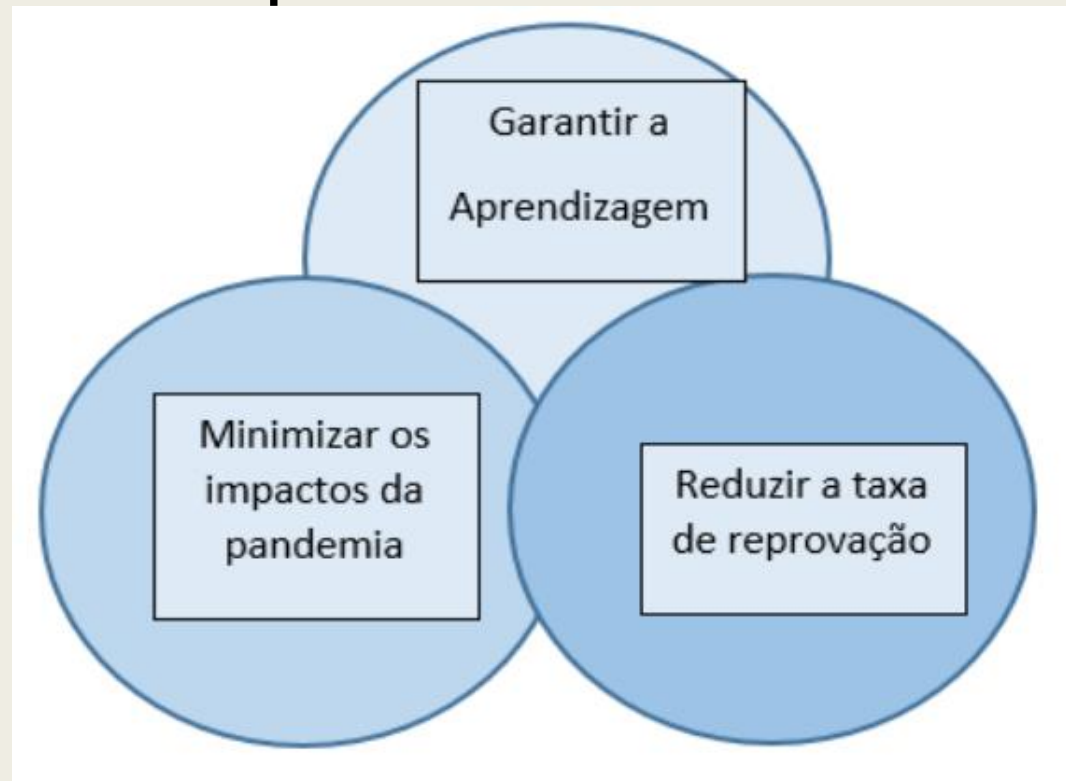 Garantir a
Aprendizagem
Minimizar os
impactos da
pandemia
Reduzir a taxa
de reprovação